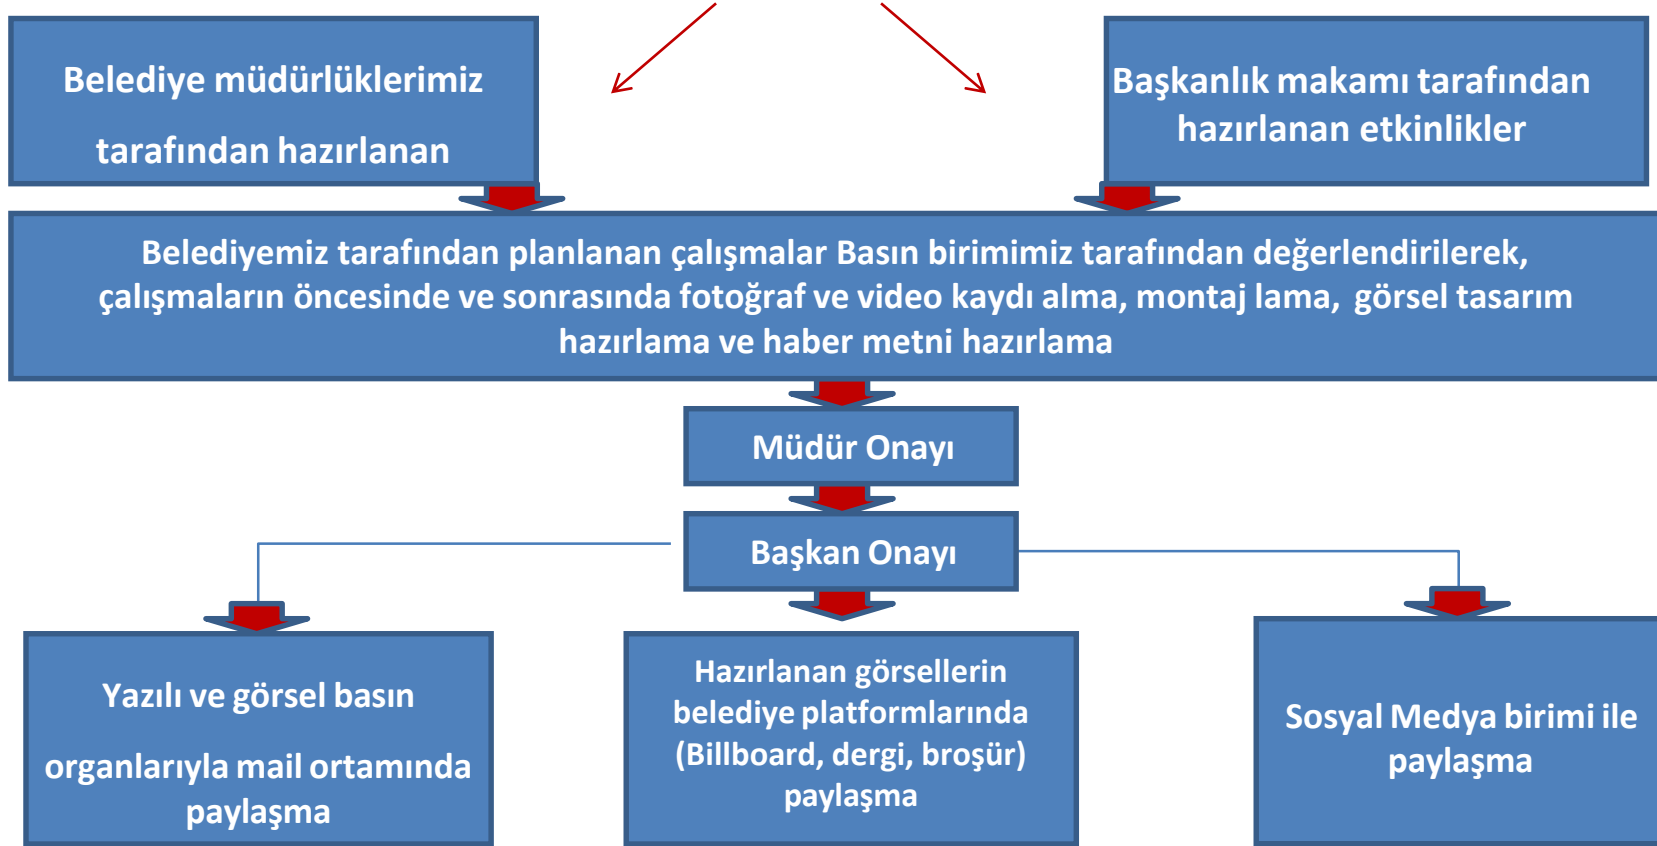 Belediye müdürlüklerimiz
tarafından hazırlanan
Başkanlık makamı tarafından
hazırlanan etkinlikler
Belediyemiz tarafından planlanan çalışmalar Basın birimimiz tarafından değerlendirilerek,
çalışmaların öncesinde ve sonrasında fotoğraf ve video kaydı alma, montaj lama, görsel tasarım
hazırlama ve haber metni hazırlama
Müdür Onayı
Başkan Onayı
Yazılı ve görsel basın
organlarıyla mail ortamında
paylaşma
Hazırlanan görsellerin
belediye platformlarında
(Billboard, dergi, broşür)
paylaşma
Sosyal Medya birimi ile
paylaşma